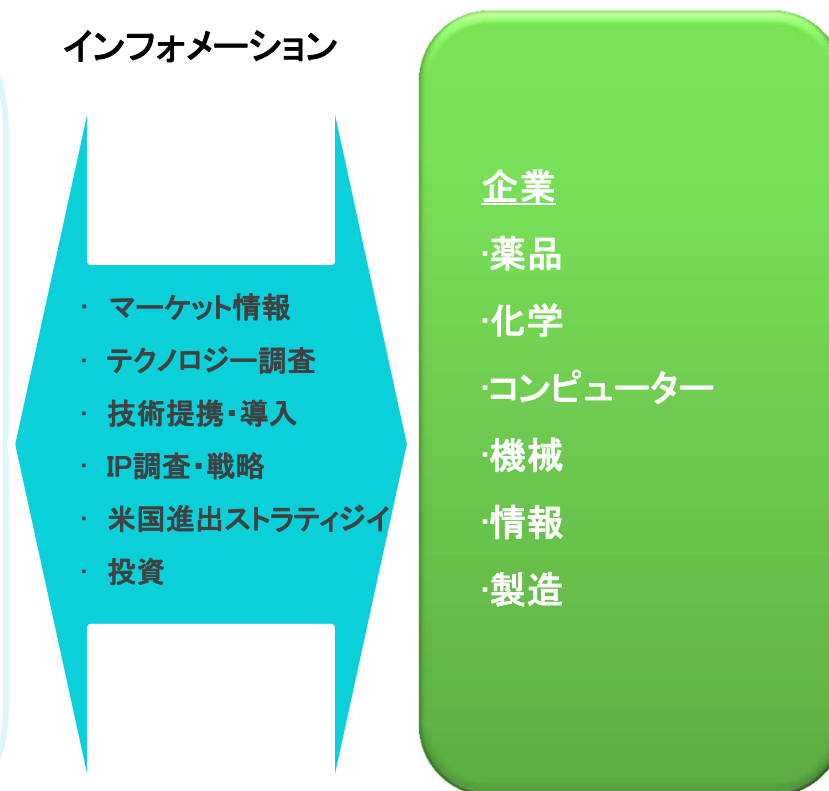 インフォメーション
・ マーケット情報
・ テクノロジー調査
・ 技術提携・導入
・ IP調査・戦略
・ 米国進出ストラティジイ
・ 投資
企業
・薬品
・化学
・コンピューター
・機械
・情報
・製造